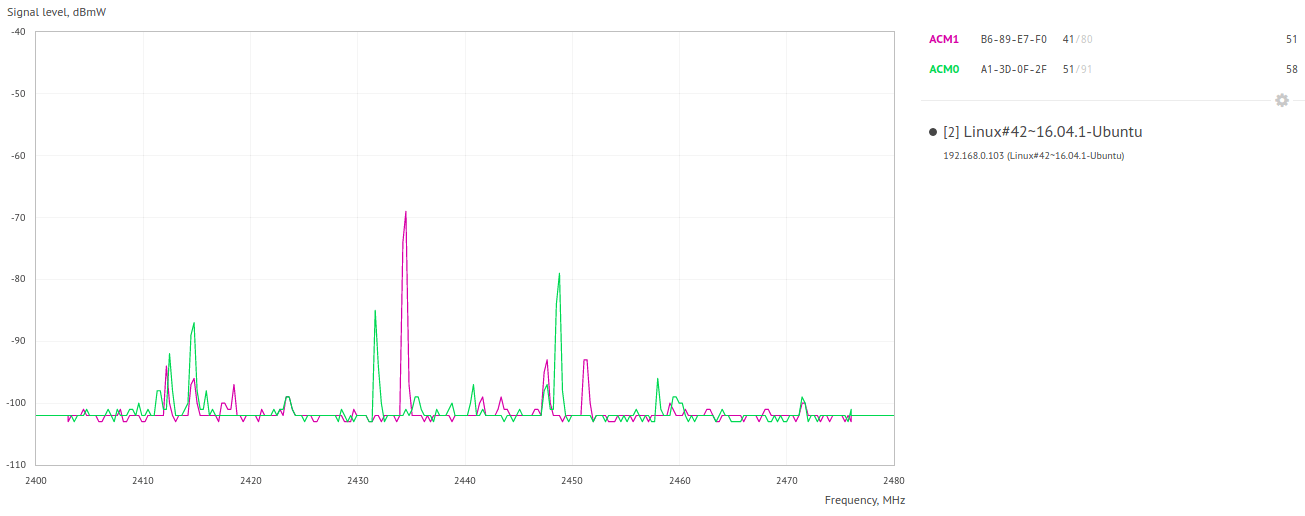 Signal level, dBmW
-40
-50
-60
-70
-80
-90
-100
-110
2400 2410 2420 2430 2440 2450 2460 2470 2480
Frequency, MHz
ACM1 B6-89-E7-F0 41/80 51
ACM0 A1-3D-0F-2F 51/91 58
[2] Linux#42~16.04.1-Ubuntu
192.168.0.103 (Linux#42~16.04.1-Ubuntu)